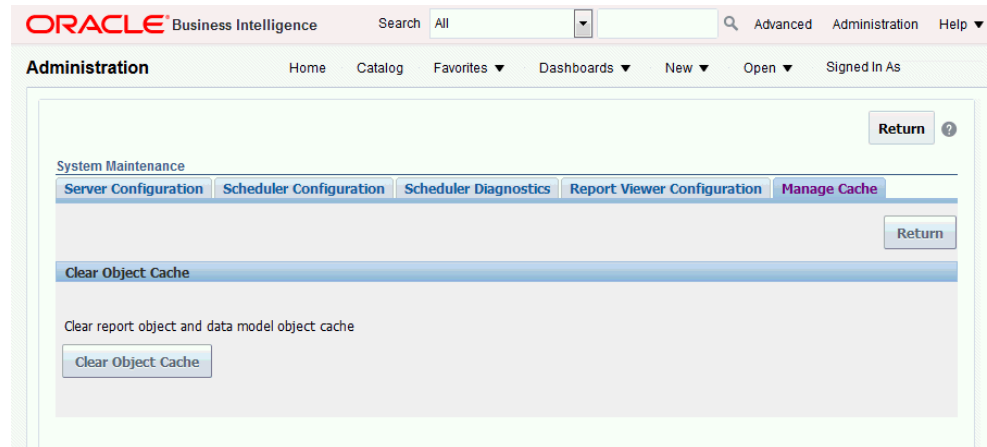 ORACLE Business Intelligence Search All Advanced Administration Help
Administration Home Catalog Favorites Dashboards New Open Signed In As
Return ?
System Maintenance
Server Configuration Scheduler Configuration Scheduler Diagnostics Report Viewer Configuration Manage Cache
Return
Clear Object Cache
Clear report object and data model object cache
Clear Object Cache